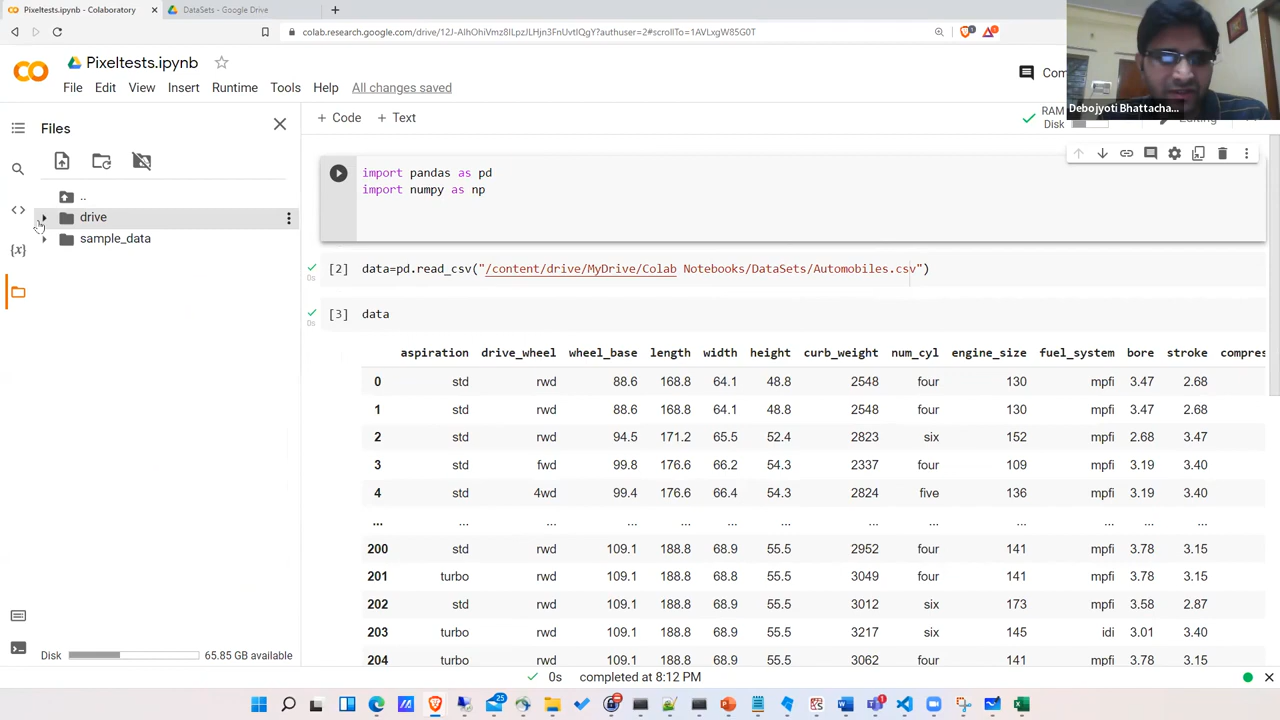 Pixeltests.ipynb - Colaboratory
DataSets - Google Drive
colab.research.google.com/drive/12J-AlhOhiVmz8ILpzJLHjn3FnUvtIQgY?authuser=2#scrollTo=1AVLxgW85G0T
Pixeltests.ipynb
File Edit View Insert Runtime Tools Help All changes saved
Com
Debojyoti Bhattacha...
Files
+ Code + Text
RAM
Disk
Editing
..
drive
sample_data
{x}
import pandas as pd
import numpy as np
[2] data=pd.read_csv("/content/drive/MyDrive/Colab Notebooks/DataSets/Automobiles.csv")
0s
[3] data
0s
aspiration drive_wheel wheel_base length width height curb_weight num_cyl engine_size fuel_system bore stroke compres
0 std rwd 88.6 168.8 64.1 48.8 2548 four 130 mpfi 3.47 2.68
1 std rwd 88.6 168.8 64.1 48.8 2548 four 130 mpfi 3.47 2.68
2 std rwd 94.5 171.2 65.5 52.4 2823 six 152 mpfi 2.68 3.47
3 std fwd 99.8 176.6 66.2 54.3 2337 four 109 mpfi 3.19 3.40
4 std 4wd 99.4 176.6 66.4 54.3 2824 five 136 mpfi 3.19 3.40
... ... ... ... ... ... ... ... ... ... ... ... ...
200 std rwd 109.1 188.8 68.9 55.5 2952 four 141 mpfi 3.78 3.15
201 turbo rwd 109.1 188.8 68.8 55.5 3049 four 141 mpfi 3.78 3.15
202 std rwd 109.1 188.8 68.9 55.5 3012 six 173 mpfi 3.58 2.87
203 turbo rwd 109.1 188.8 68.9 55.5 3217 six 145 idi 3.01 3.40
204 turbo rwd 109.1 188.8 68.9 55.5 3062 four 141 mpfi 3.78 3.15
Disk 65.85 GB available
0s completed at 8:12 PM
25